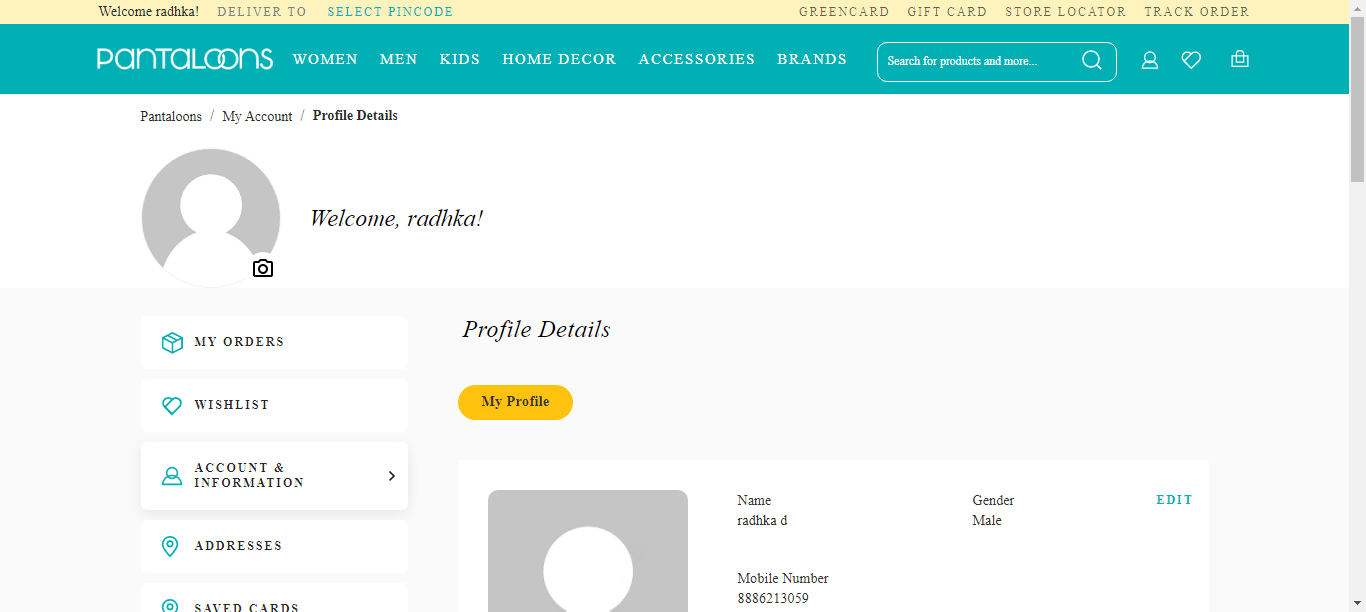 Welcome radhka! DELIVER TO SELECT PINCODE GREENCARD GIFT CARD STORE LOCATOR TRACK ORDER
PANTALOONS WOMEN MEN KIDS HOME DECOR ACCESSORIES BRANDS Search for products and more...
Pantaloons / My Account / Profile Details
Welcome, radhka!
MY ORDERS
WISHLIST
ACCOUNT &
INFORMATION
ADDRESSES
SAVED CARDS
Profile Details
My Profile
Name
radhka d
Gender
Male
EDIT
Mobile Number
8886213059